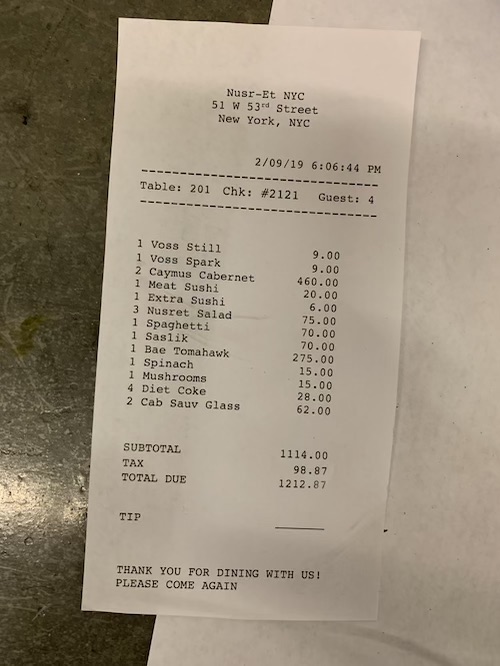 Nusr-Et NYC
51 W 53rd Street
New York, NYC
2/09/19 6:06:44 PM
Table: 201 Chk: #2121 Guest: 4
1 Voss Still 9.00
1 Voss Spark 9.00
2 Caymus Cabernet 460.00
1 Meat Sushi 20.00
1 Extra Sushi 6.00
3 Nusret Salad 75.00
1 Spaghetti 70.00
1 Saslik 70.00
1 Bae Tomahawk 275.00
1 Spinach 15.00
1 Mushrooms 15.00
4 Diet Coke 28.00
2 Cab Sauv Glass 62.00
SUBTOTAL 1114.00
TAX 98.87
TOTAL DUE 1212.87
TIP
THANK YOU FOR DINING WITH US!
PLEASE COME AGAIN